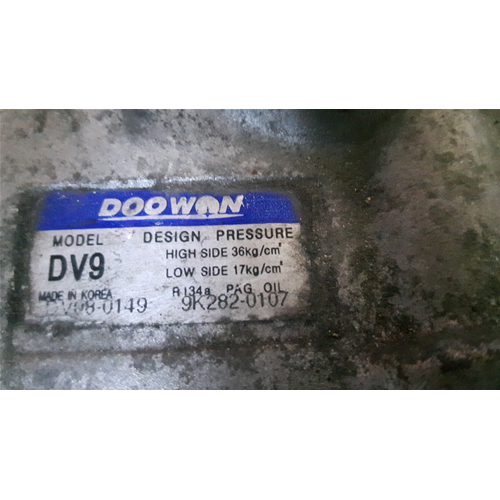 DOOWON
MODEL DESIGN PRESSURE
DV9 HIGH SIDE 36kg/cm²
LOW SIDE 17kg/cm²
MADE IN KOREA R134a PAG OIL
9K282-0107